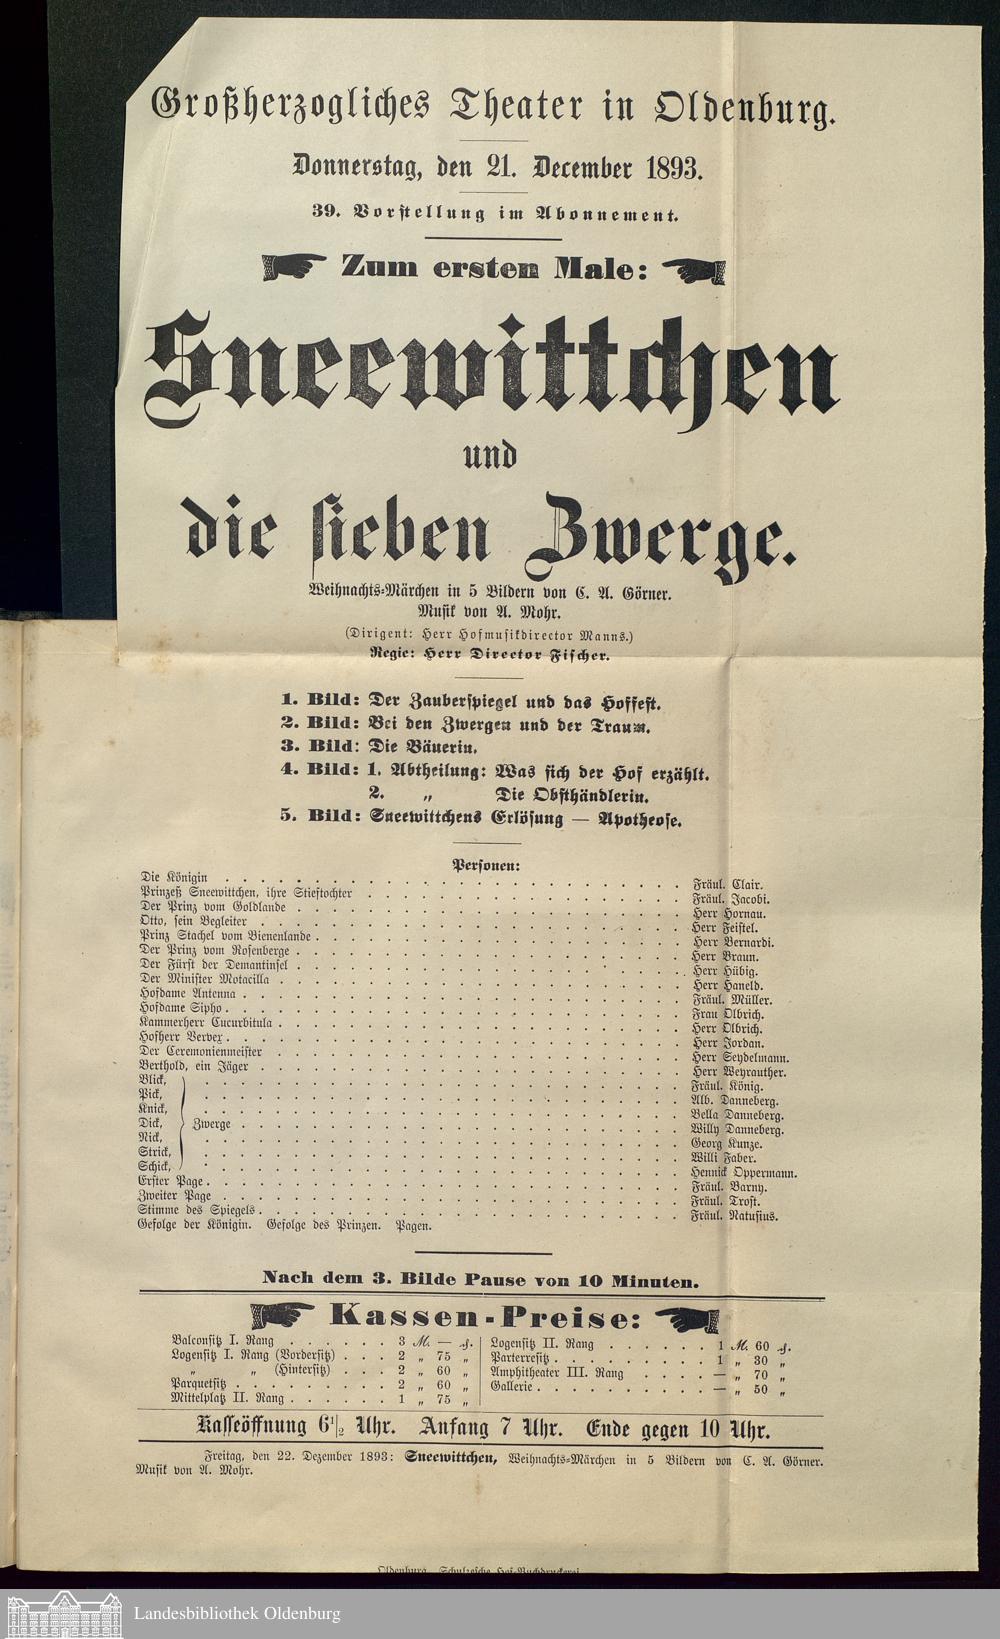 Großherzogliches Theater in Oldenburg.
Donnerstag, den 21. December 1893.
39. Vorstellung im Abonnement.
Zum ersten Male:
Sneewittchen
und
die sieben Zwerge.
Weihnachts-Märchen in 5 Bildern von C. A. Görner.
Musik von A. Mohr.
(Dirigent: Herr Hofmusikdirector Manns.)
Regie: Herr Director Fischer.
1. Bild: Der Zauberspiegel und das Hoffest.
2. Bild: Bei den Zwergen und der Traum.
3. Bild: Die Bäuerin.
4. Bild: 1. Abtheilung: Was sich der Hof erzählt.
2. „ Die Obsthändlerin.
5. Bild: Sneewittchens Erlösung — Apotheose.
Personen:
Die Königin . . . . Fräul. Clair.
Prinzeß Sneewittchen, ihre Stieftochter . . . . Fräul. Jacobi.
Der Prinz vom Goldlande . . . . Herr Hornau.
Otto, sein Begleiter . . . . Herr Feistel.
Prinz Stachel vom Bienenlande . . . . Herr Bernardi.
Der Prinz vom Rosenberge . . . . Herr Braun.
Der Fürst der Demantinsel . . . . Herr Hübig.
Der Minister Motacilla . . . . Herr Haneld.
Hofdame Antenna . . . . Fräul. Müller.
Hofdame Sipho . . . . Frau Olbrich.
Kammerherr Cucurbitula . . . . Herr Olbrich.
Hofherr Vervex . . . . Herr Jordan.
Der Ceremonienmeister . . . . Herr Seydelmann.
Berthold, ein Jäger . . . . Herr Weyrauther.
Blick, . . . . Fräul. König.
Pick, . . . . Alb. Danneberg.
Knick, . . . . Bella Danneberg.
Dick, Zwerge . . . . Willy Danneberg.
Nick, . . . . Georg Kunze.
Strick, . . . . Willi Faber.
Schick, . . . . Hennick Oppermann.
Erster Page . . . . Fräul. Barny.
Zweiter Page . . . . Fräul. Trost.
Stimme des Spiegels . . . . Fräul. Natusius.
Gefolge der Königin. Gefolge des Prinzen. Pagen.
Nach dem 3. Bilde Pause von 10 Minuten.
Kassen-Preise:
Balconsitz I. Rang . . . . 3 M. — ₰.
Logensitz I. Rang (Vordersitz) . . . 2 „ 75 „
„ „ (Hintersitz) . . . 2 „ 60 „
Parquetsitz . . . . 2 „ 60 „
Mittelplatz II. Rang . . . . 1 „ 75 „
Logensitz II. Rang . . . . 1 M. 60 ₰.
Parterresitz . . . . 1 „ 30 „
Amphitheater III. Rang . . . . — „ 70 „
Gallerie . . . . — „ 50 „
Kasseöffnung 6½ Uhr. Anfang 7 Uhr. Ende gegen 10 Uhr.
Freitag, den 22. Dezember 1893: Sneewittchen, Weihnachts-Märchen in 5 Bildern von C. A. Görner.
Musik von A. Mohr.
Oldenburg. Schulzesche Hof-Buchdruckerei.
Landesbibliothek Oldenburg